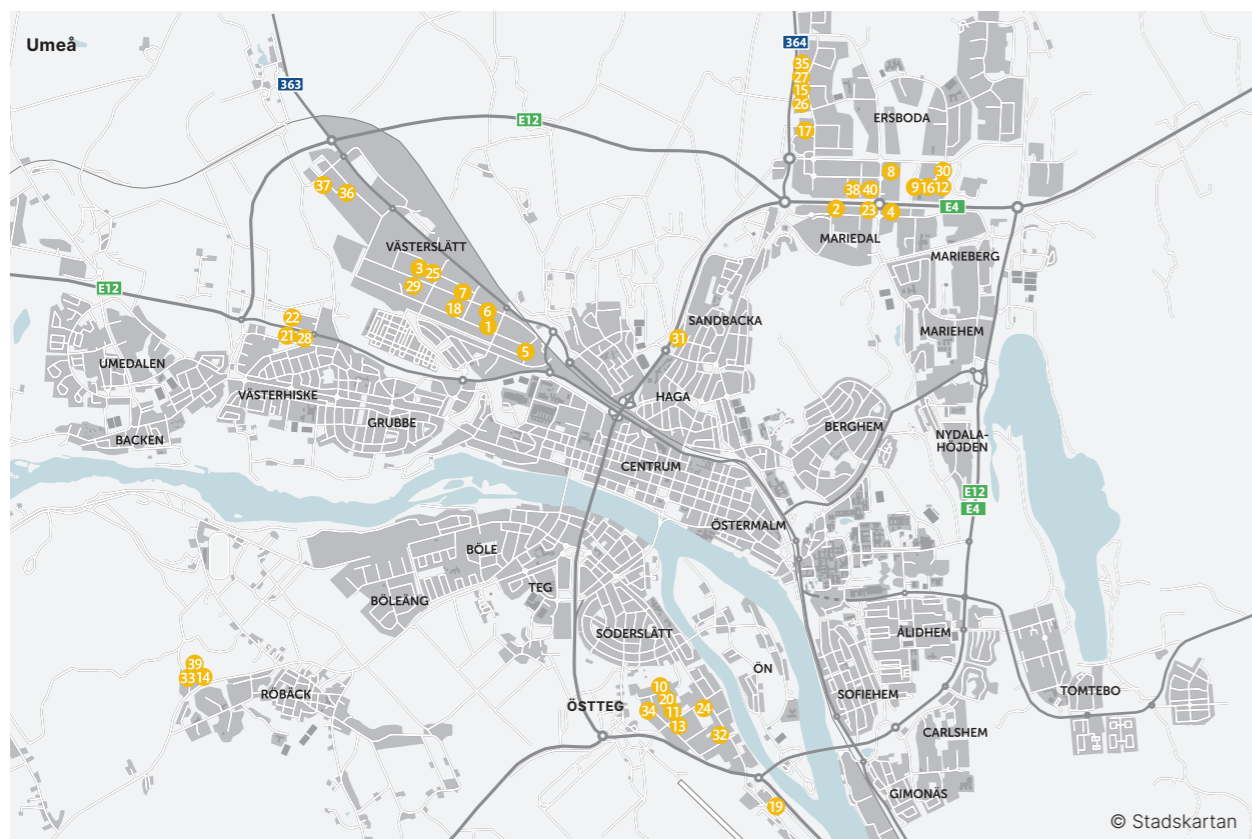 Umeå
364
35
27
15
26
17
ERSBODA
363
E12
37
36
8
30
38
40
9
16
12
2
23
4
E4
MARIEDAL
VÄSTERSLÄTT
MARIEBERG
3
25
29
7
18
6
1
5
E12
22
21
28
31
SANDBACKA
MARIEHEM
UMEDALEN
VÄSTERHISKE
HAGA
GRUBBE
BERGHEM
BACKEN
NYDALA-
HÖJDEN
CENTRUM
E12
E4
ÖSTERMALM
BÖLE
TEG
BÖLEÄNG
SÖDERSLÄTT
ÅLIDHEM
39
33
14
RÖBÄCK
ÖN
SOFIEHEM
TOMTEBO
10
20
34
11
24
13
32
ÖSTTEG
CARLSHEM
GIMONÄS
19
© Stadskartan